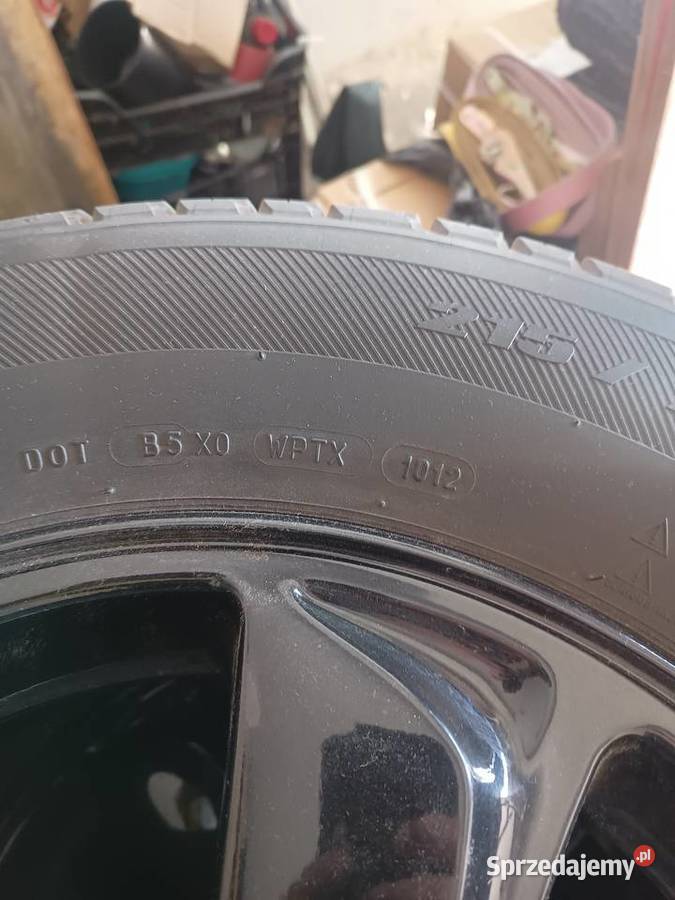 215 /
DOT B5 X0 WPTX 1012
Sprzedajemy.pl